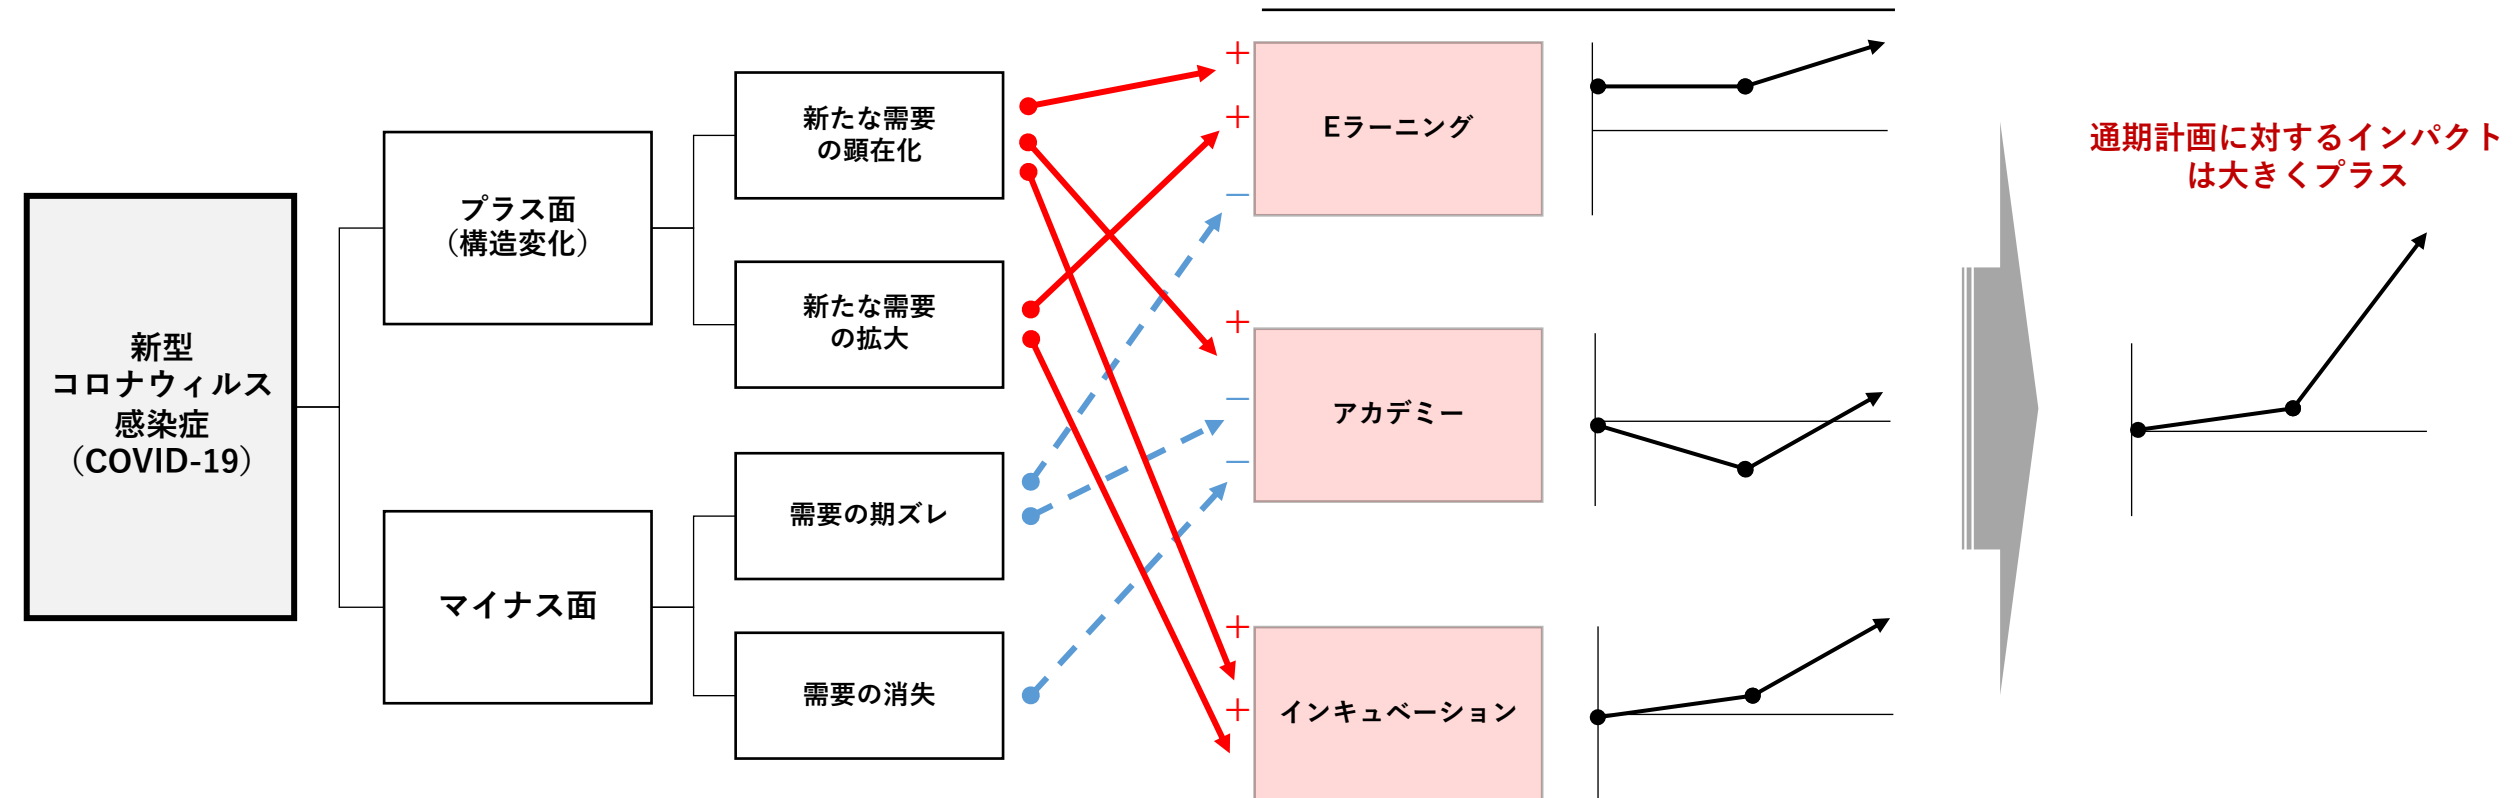 新型
コロナウィルス
感染症
（COVID-19）
プラス面
（構造変化）
マイナス面
新たな需要
の顕在化
新たな需要
の拡大
需要の期ズレ
需要の消失
＋
＋
－
Eラーニング
＋
－
－
アカデミー
＋
＋
インキュベーション
通期計画に対するインパクト
は大きくプラス